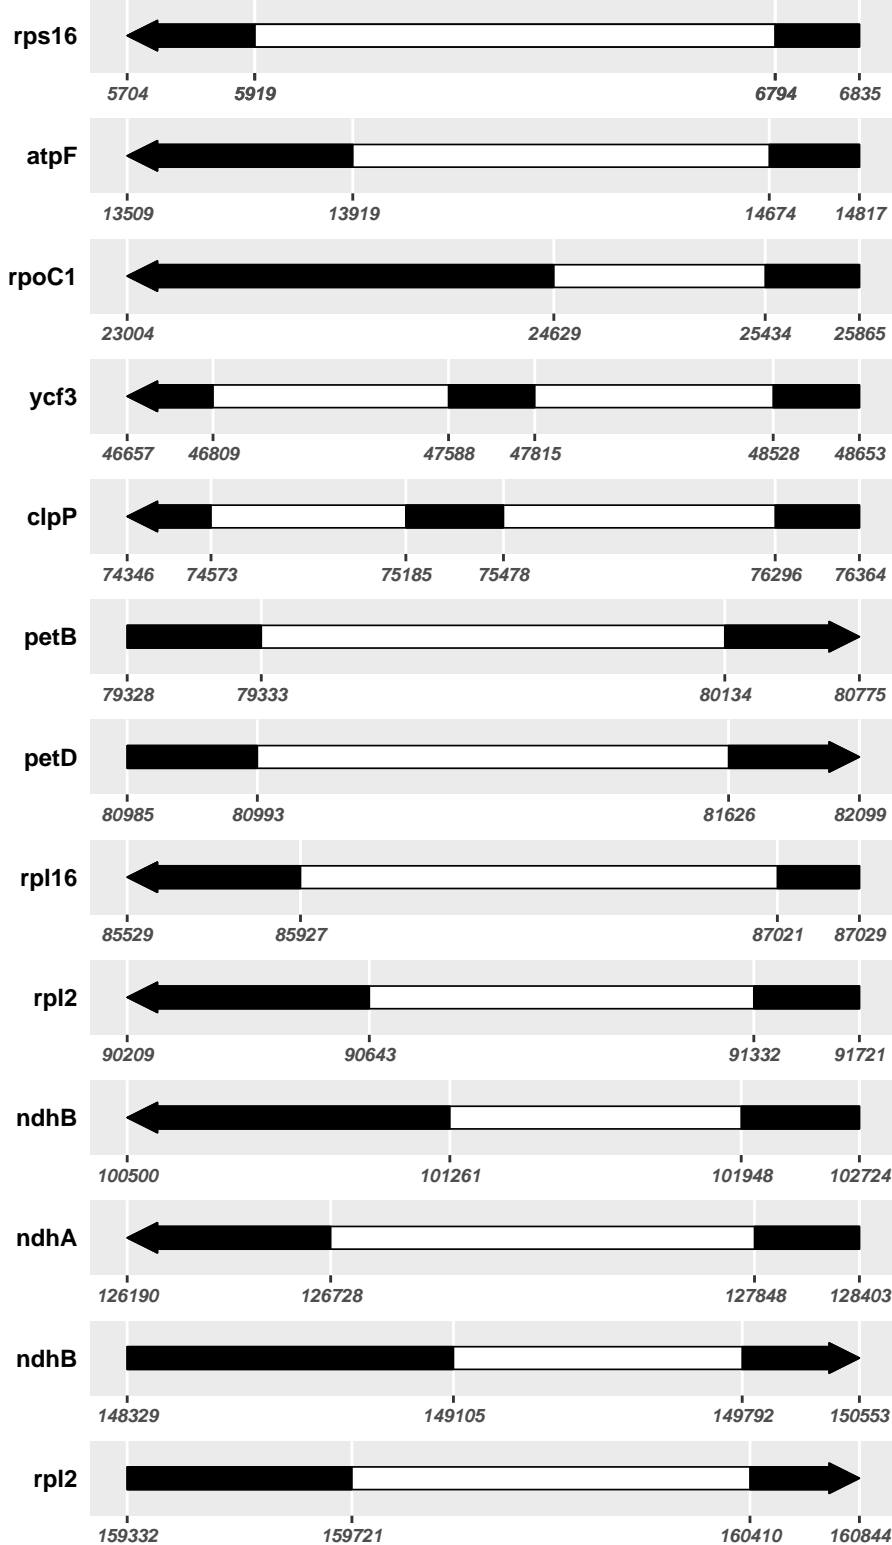 rps16
5704 5919 6794 6835
atpF
13509 13919 14674 14817
rpoC1
23004 24629 25434 25865
ycf3
46657 46809 47588 47815 48528 48653
clpP
74346 74573 75185 75478 76296 76364
petB
79328 79333 80134 80775
petD
80985 80993 81626 82099
rpl16
85529 85927 87021 87029
rpl2
90209 90643 91332 91721
ndhB
100500 101261 101948 102724
ndhA
126190 126728 127848 128403
ndhB
148329 149105 149792 150553
rpl2
159332 159721 160410 160844